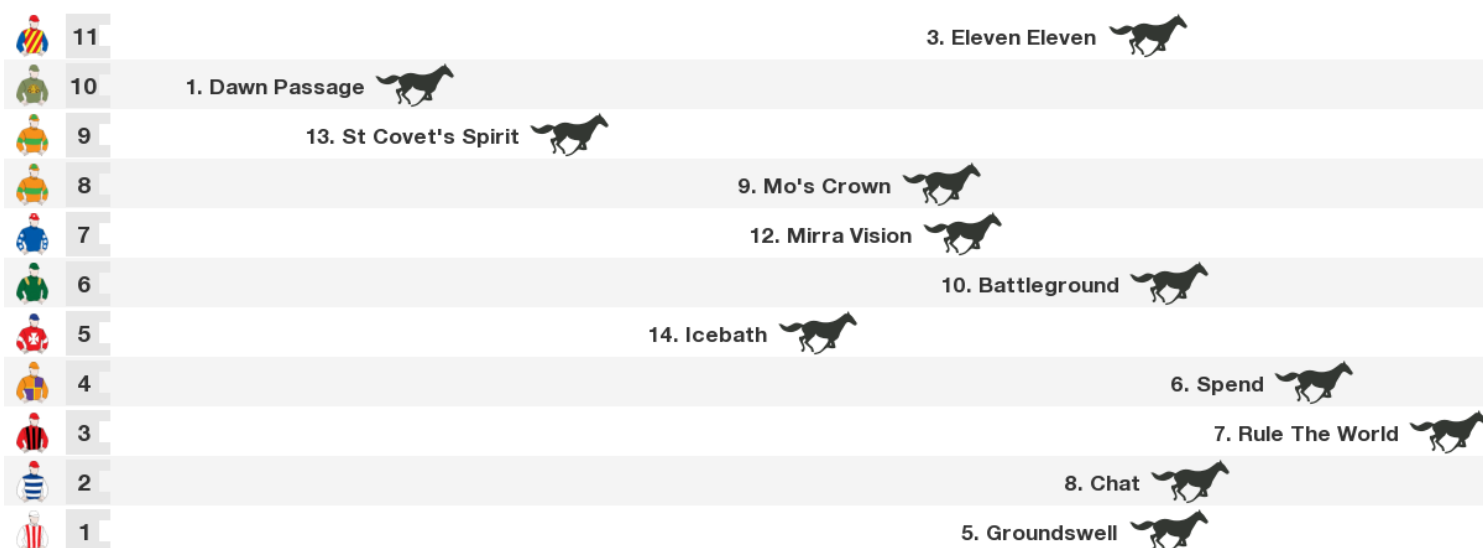 11 3. Eleven Eleven
10 1. Dawn Passage
9 13. St Covet's Spirit
8 9. Mo's Crown
7 12. Mirra Vision
6 10. Battleground
5 14. Icebath
4 6. Spend
3 7. Rule The World
2 8. Chat
1 5. Groundswell